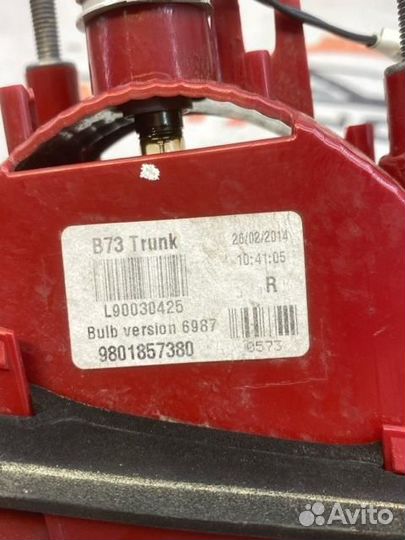 B73 Trunk
26/02/2014
10:41:05
R
L90030425
Bulb version 6987
9801857380
0573
Avito